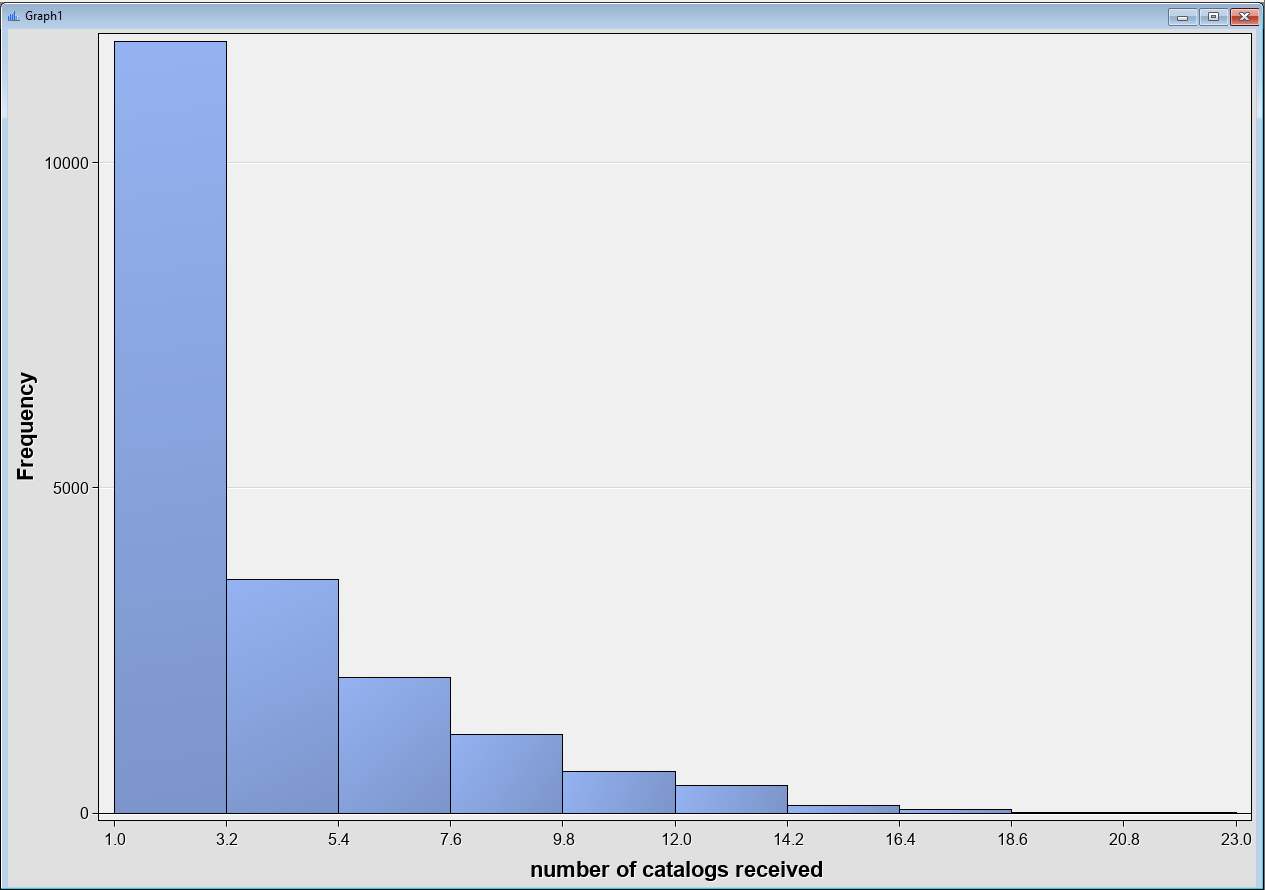 Graph1
Frequency
10000
5000
0
1.0 3.2 5.4 7.6 9.8 12.0 14.2 16.4 18.6 20.8 23.0
number of catalogs received